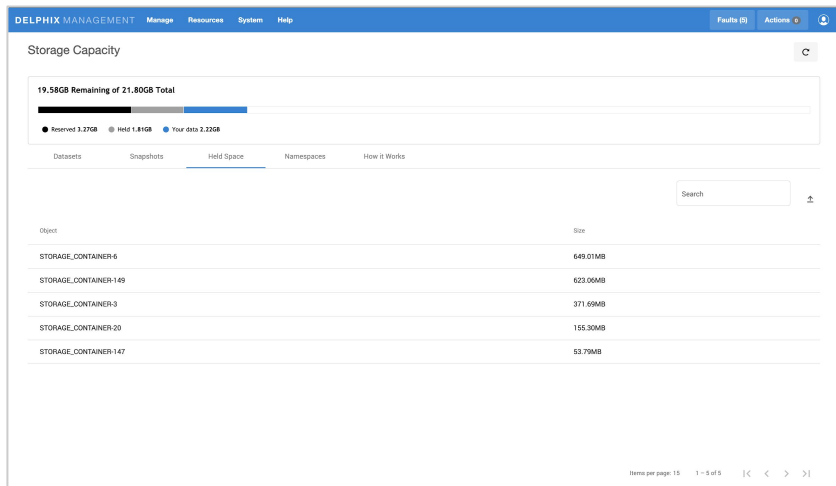 DELPHIX MANAGEMENT Manage Resources System Help Faults (5) Actions 0
Storage Capacity
19.58GB Remaining of 21.80GB Total
Reserved 3.27GB Held 1.81GB Your data 2.22GB
Datasets Snapshots Held Space Namespaces How it Works
Search
Object Size
STORAGE_CONTAINER-6 649.01MB
STORAGE_CONTAINER-149 623.06MB
STORAGE_CONTAINER-3 371.69MB
STORAGE_CONTAINER-20 155.30MB
STORAGE_CONTAINER-147 53.79MB
Items per page: 15 1 – 5 of 5